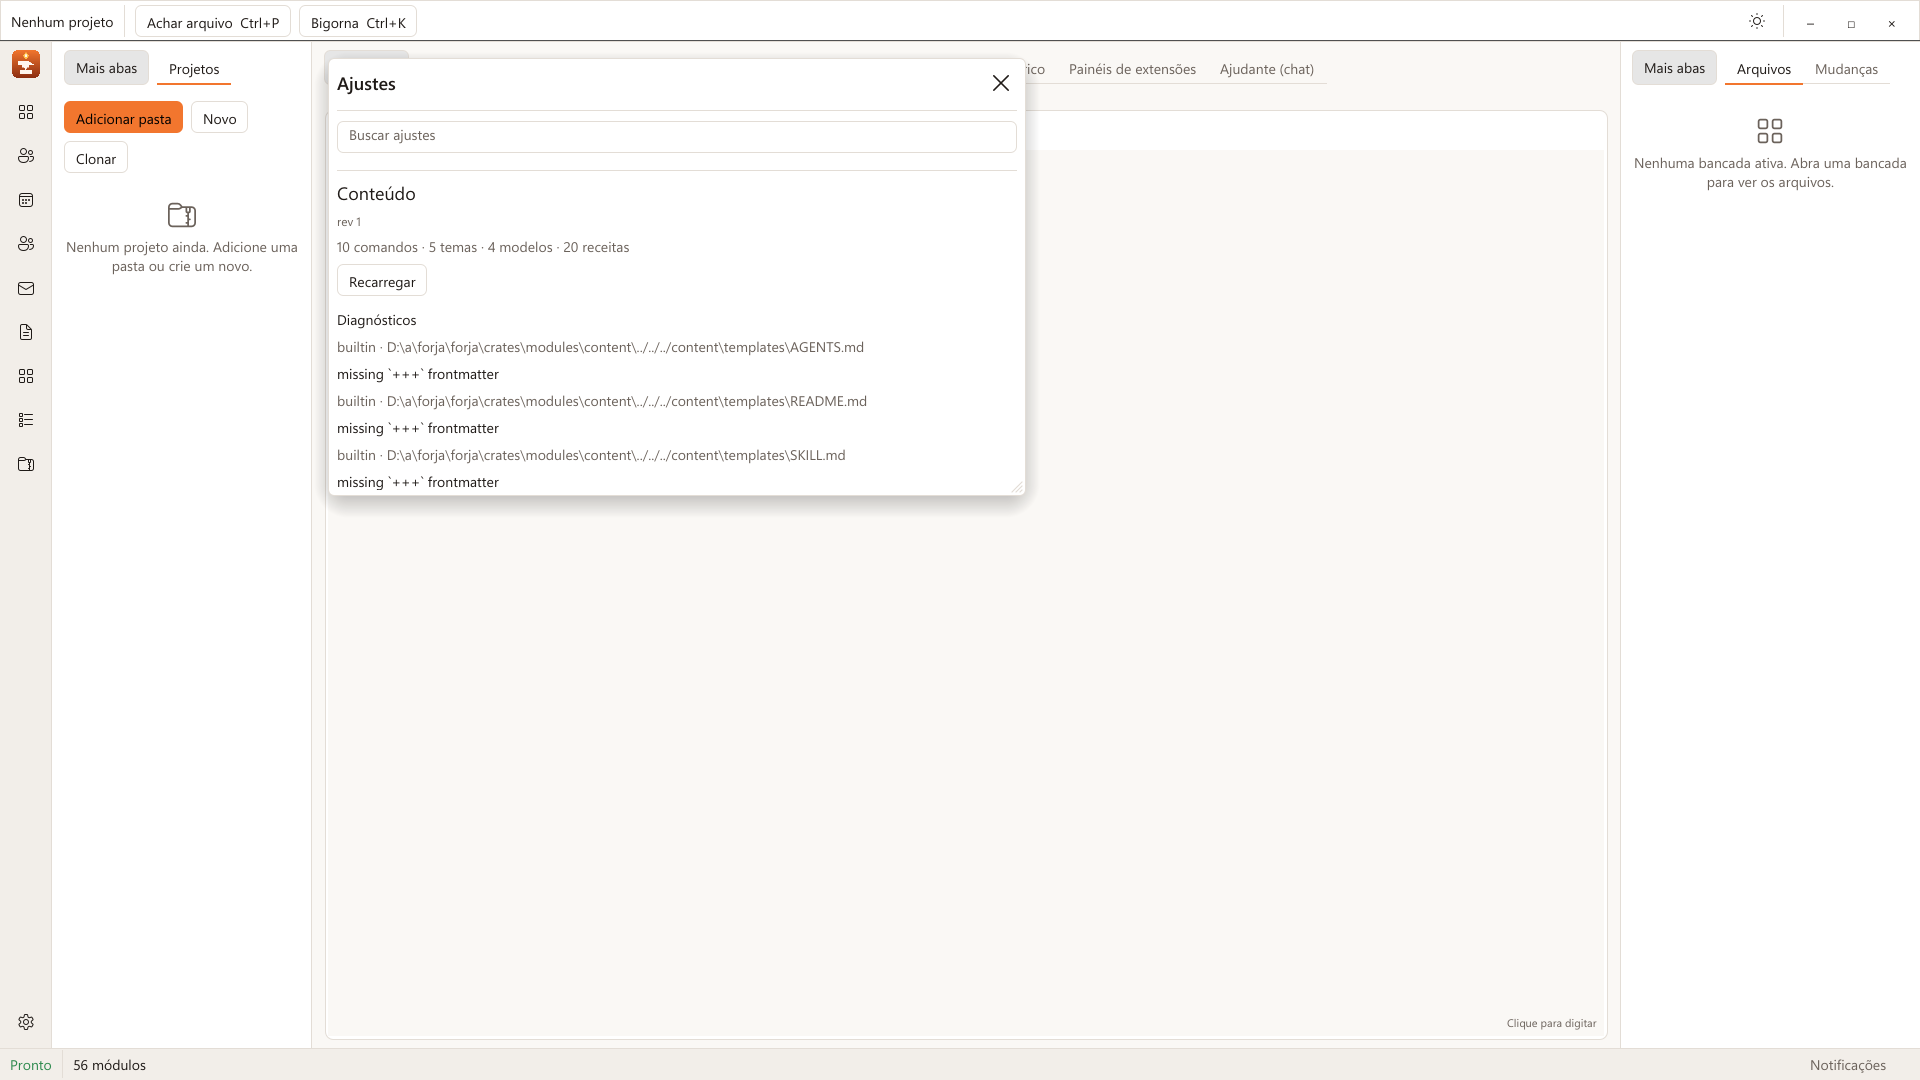 Nenhum projeto
Achar arquivo Ctrl+P
Bigorna Ctrl+K
Mais abas
Projetos
Adicionar pasta
Novo
Clonar
Nenhum projeto ainda. Adicione uma
pasta ou crie um novo.
rico
Painéis de extensões
Ajudante (chat)
Ajustes
Buscar ajustes
Conteúdo
rev 1
10 comandos · 5 temas · 4 modelos · 20 receitas
Recarregar
Diagnósticos
builtin · D:\a\forja\forja\crates\modules\content\../../../content\templates\AGENTS.md
missing `+++` frontmatter
builtin · D:\a\forja\forja\crates\modules\content\../../../content\templates\README.md
missing `+++` frontmatter
builtin · D:\a\forja\forja\crates\modules\content\../../../content\templates\SKILL.md
missing `+++` frontmatter
Clique para digitar
Mais abas
Arquivos
Mudanças
Nenhuma bancada ativa. Abra uma bancada
para ver os arquivos.
Pronto
56 módulos
Notificações